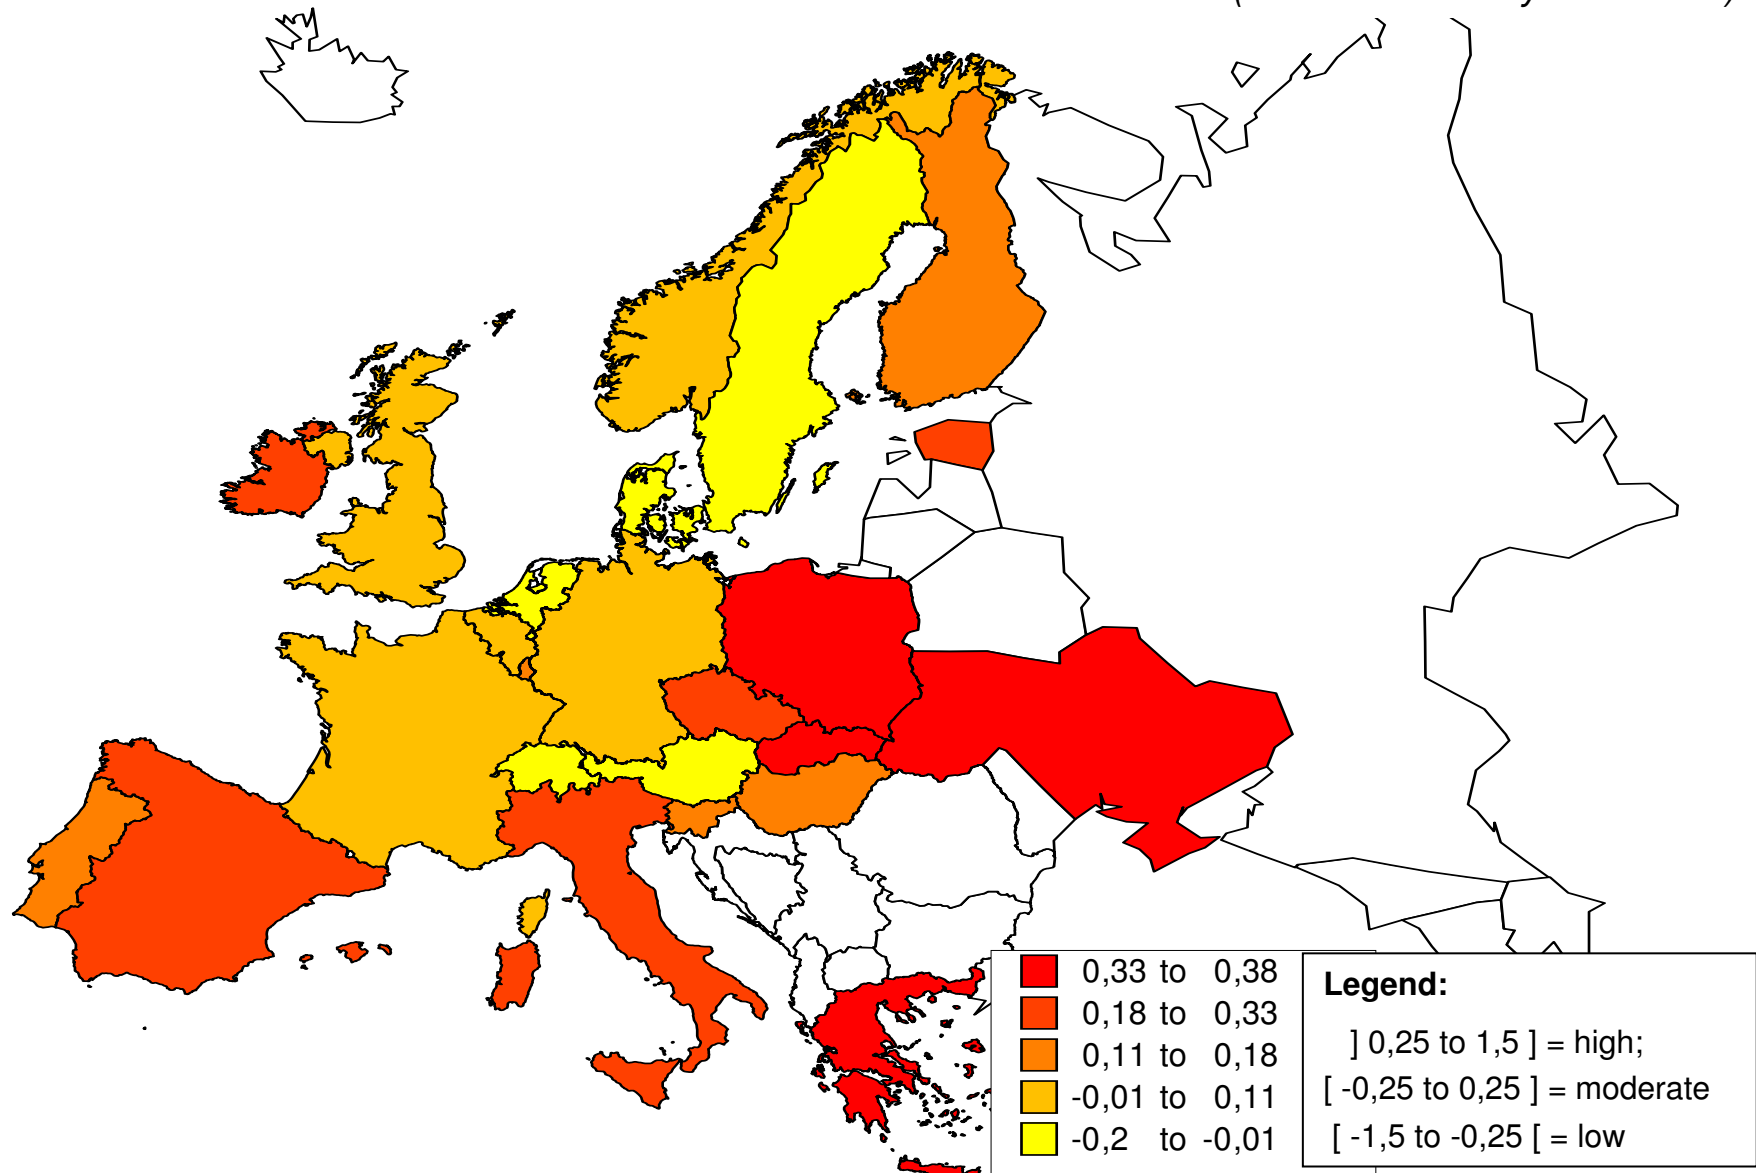 0,33 to 0,38
0,18 to 0,33
0,11 to 0,18
-0,01 to 0,11
-0,2 to -0,01
Legend:
] 0,25 to 1,5 ] = high;
[ -0,25 to 0,25 ] = moderate
[ -1,5 to -0,25 [ = low